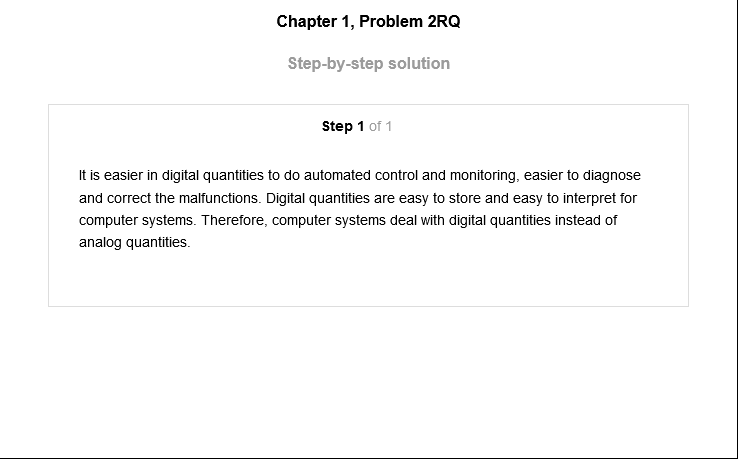 Chapter 1, Problem 2RQ
Step-by-step solution
Step 1 of 1
It is easier in digital quantities to do automated control and monitoring, easier to diagnose
and correct the malfunctions. Digital quantities are easy to store and easy to interpret for
computer systems. Therefore, computer systems deal with digital quantities instead of
analog quantities.